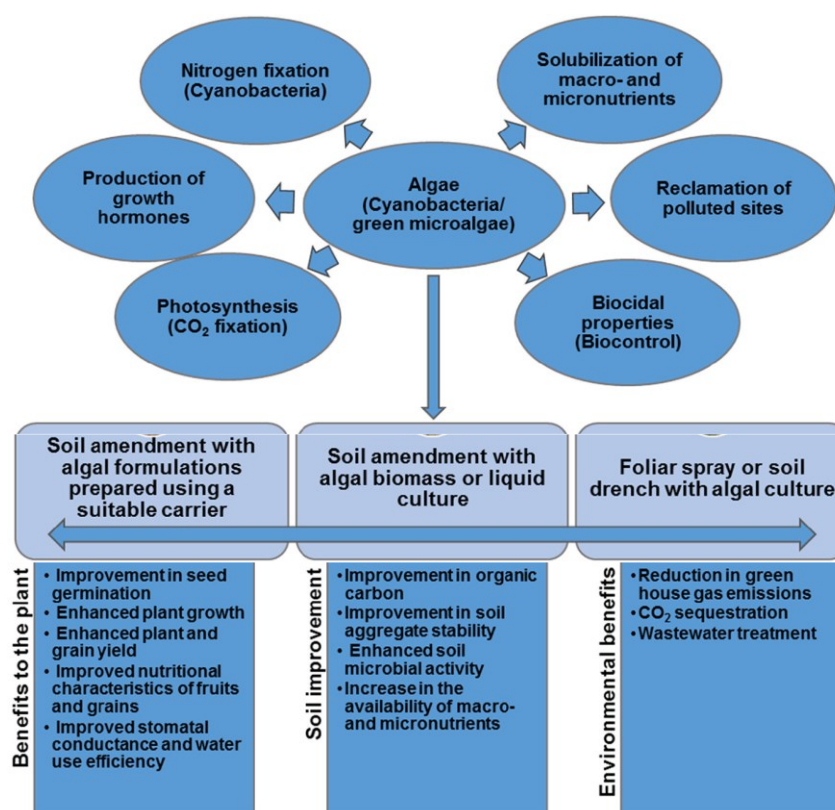 Nitrogen fixation
(Cyanobacteria)
Solubilization of
macro- and
micronutrients
Production of
growth
hormones
Algae
(Cyanobacteria/
green microalgae)
Reclamation of
polluted sites
Photosynthesis
(CO₂ fixation)
Biocidal
properties
(Biocontrol)
Soil amendment with
algal formulations
prepared using a
suitable carrier
Soil amendment with
algal biomass or liquid
culture
Foliar spray or soil
drench with algal culture
Benefits to the plant
• Improvement in seed
germination
• Enhanced plant growth
• Enhanced plant and
grain yield
• Improved nutritional
characteristics of fruits
and grains
• Improved stomatal
conductance and water
use efficiency
Soil improvement
• Improvement in organic
carbon
• Improvement in soil
aggregate stability
• Enhanced soil
microbial activity
• Increase in the
availability of macro-
and micronutrients
Environmental benefits
• Reduction in green
house gas emissions
• CO₂ sequestration
• Wastewater treatment